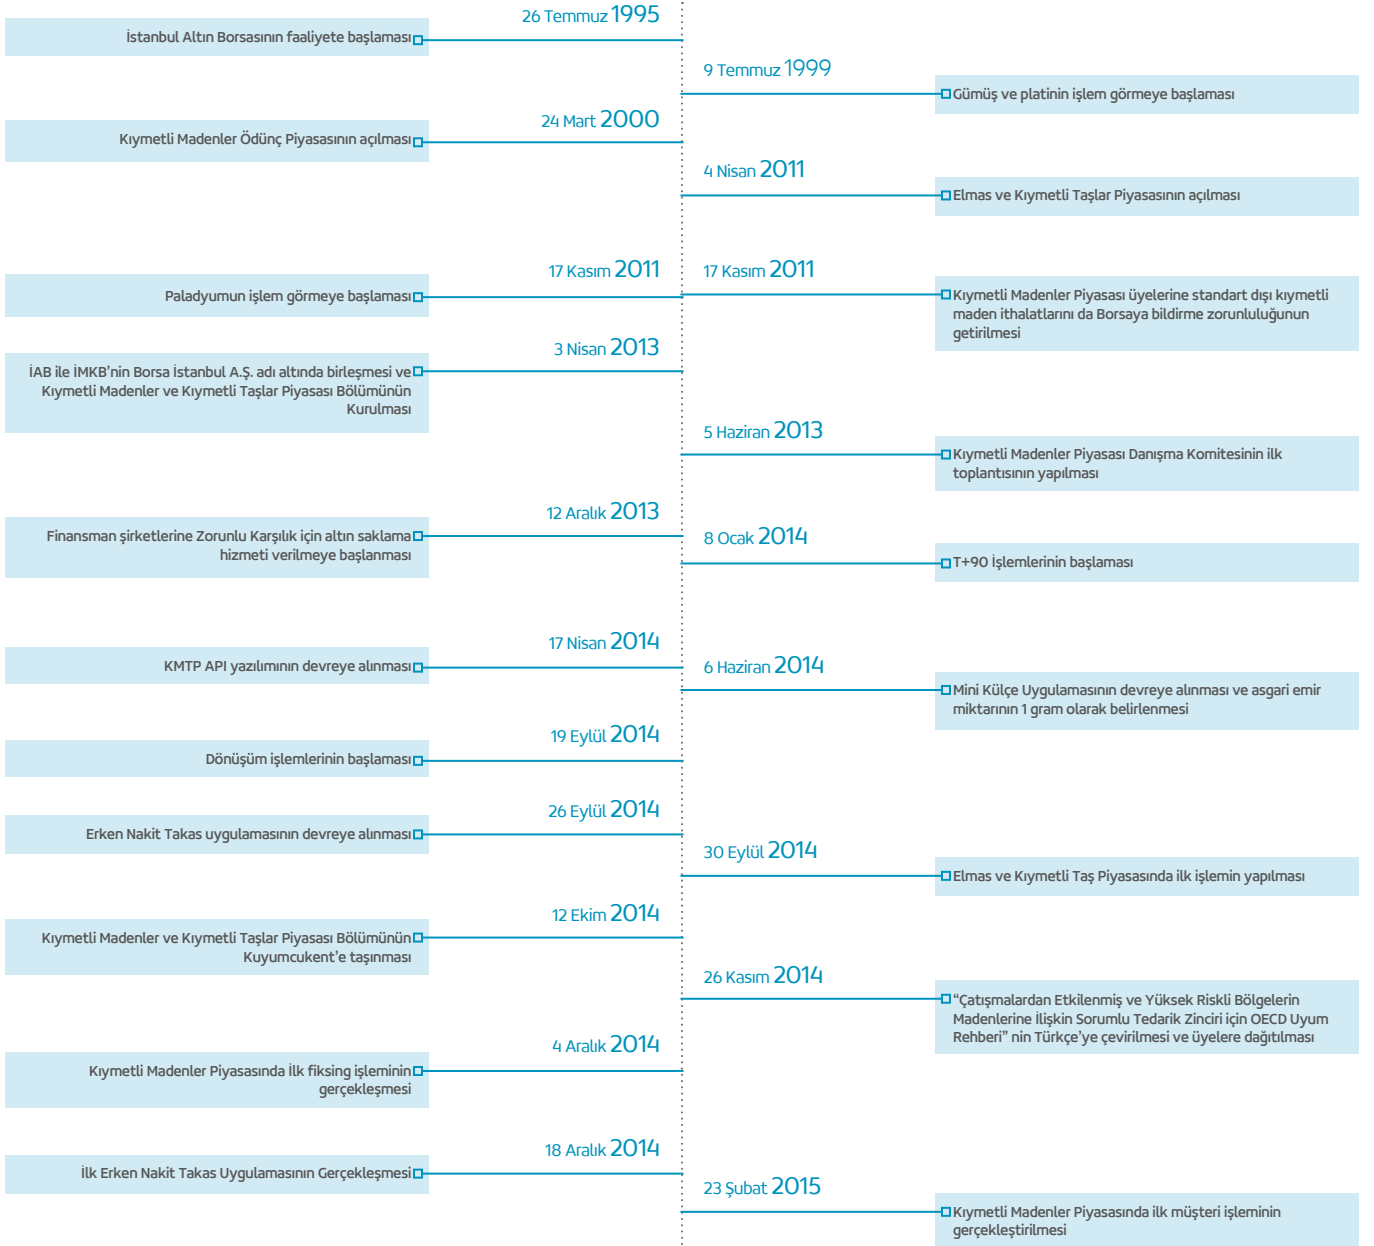 26 Temmuz 1995
İstanbul Altın Borsasının faaliyete başlaması
9 Temmuz 1999
Gümüş ve platinin işlem görmeye başlaması
24 Mart 2000
Kıymetli Madenler Ödünç Piyasasının açılması
4 Nisan 2011
Elmas ve Kıymetli Taşlar Piyasasının açılması
17 Kasım 2011
Paladyumun işlem görmeye başlaması
17 Kasım 2011
Kıymetli Madenler Piyasası üyelerine standart dışı kıymetli
maden ithalatlarını da Borsaya bildirme zorunluluğunun
getirilmesi
3 Nisan 2013
İAB ile İMKB'nin Borsa İstanbul A.Ş. adı altında birleşmesi ve
Kıymetli Madenler ve Kıymetli Taşlar Piyasası Bölümünün
Kurulması
5 Haziran 2013
Kıymetli Madenler Piyasası Danışma Komitesinin ilk
toplantısının yapılması
12 Aralık 2013
Finansman şirketlerine Zorunlu Karşılık için altın saklama
hizmeti verilmeye başlanması
8 Ocak 2014
T+90 İşlemlerinin başlaması
17 Nisan 2014
KMTP API yazılımının devreye alınması
6 Haziran 2014
Mini Külçe Uygulamasının devreye alınması ve asgari emir
miktarının 1 gram olarak belirlenmesi
19 Eylül 2014
Dönüşüm işlemlerinin başlaması
26 Eylül 2014
Erken Nakit Takas uygulamasının devreye alınması
30 Eylül 2014
Elmas ve Kıymetli Taş Piyasasında ilk işlemin yapılması
12 Ekim 2014
Kıymetli Madenler ve Kıymetli Taşlar Piyasası Bölümünün
Kuyumcukent'e taşınması
26 Kasım 2014
“Çatışmalardan Etkilenmiş ve Yüksek Riskli Bölgelerin
Madenlerine İlişkin Sorumlu Tedarik Zinciri için OECD Uyum
Rehberi” nin Türkçe'ye çevirilmesi ve üyelere dağıtılması
4 Aralık 2014
Kıymetli Madenler Piyasasında İlk fiksing işleminin
gerçekleşmesi
18 Aralık 2014
İlk Erken Nakit Takas Uygulamasının Gerçekleşmesi
23 Şubat 2015
Kıymetli Madenler Piyasasında ilk müşteri işleminin
gerçekleştirilmesi